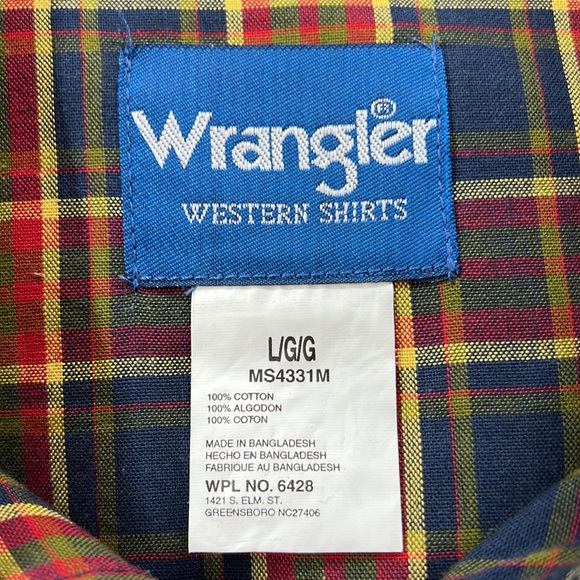 Wrangler
WESTERN SHIRTS
L/G/G
MS4331M
100% COTTON
100% ALGODON
100% COTON
MADE IN BANGLADESH
HECHO EN BANGLADESH
FABRIQUE AU BANGLADESH
WPL NO. 6428
1421 S. ELM. ST.
GREENSBORO NC27406